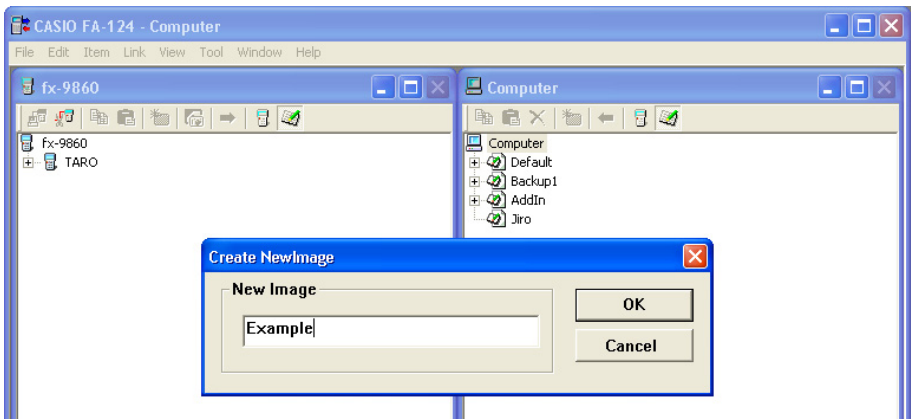 CASIO FA-124 - Computer
File Edit Item Link View Tool Window Help
fx-9860
Computer
fx-9860
TARO
Computer
Default
Backup1
AddIn
Jiro
Create NewImage
New Image
Example
OK
Cancel